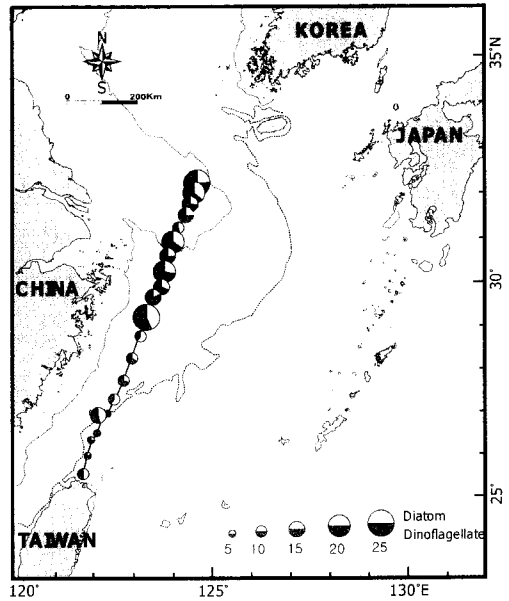 KOREA
35°N
N
S
0 200Km
JAPAN
CHINA
30°
25°
TAIWAN
Diatom
Dinoflagellate
5 10 15 20 25
120° 125° 130°E